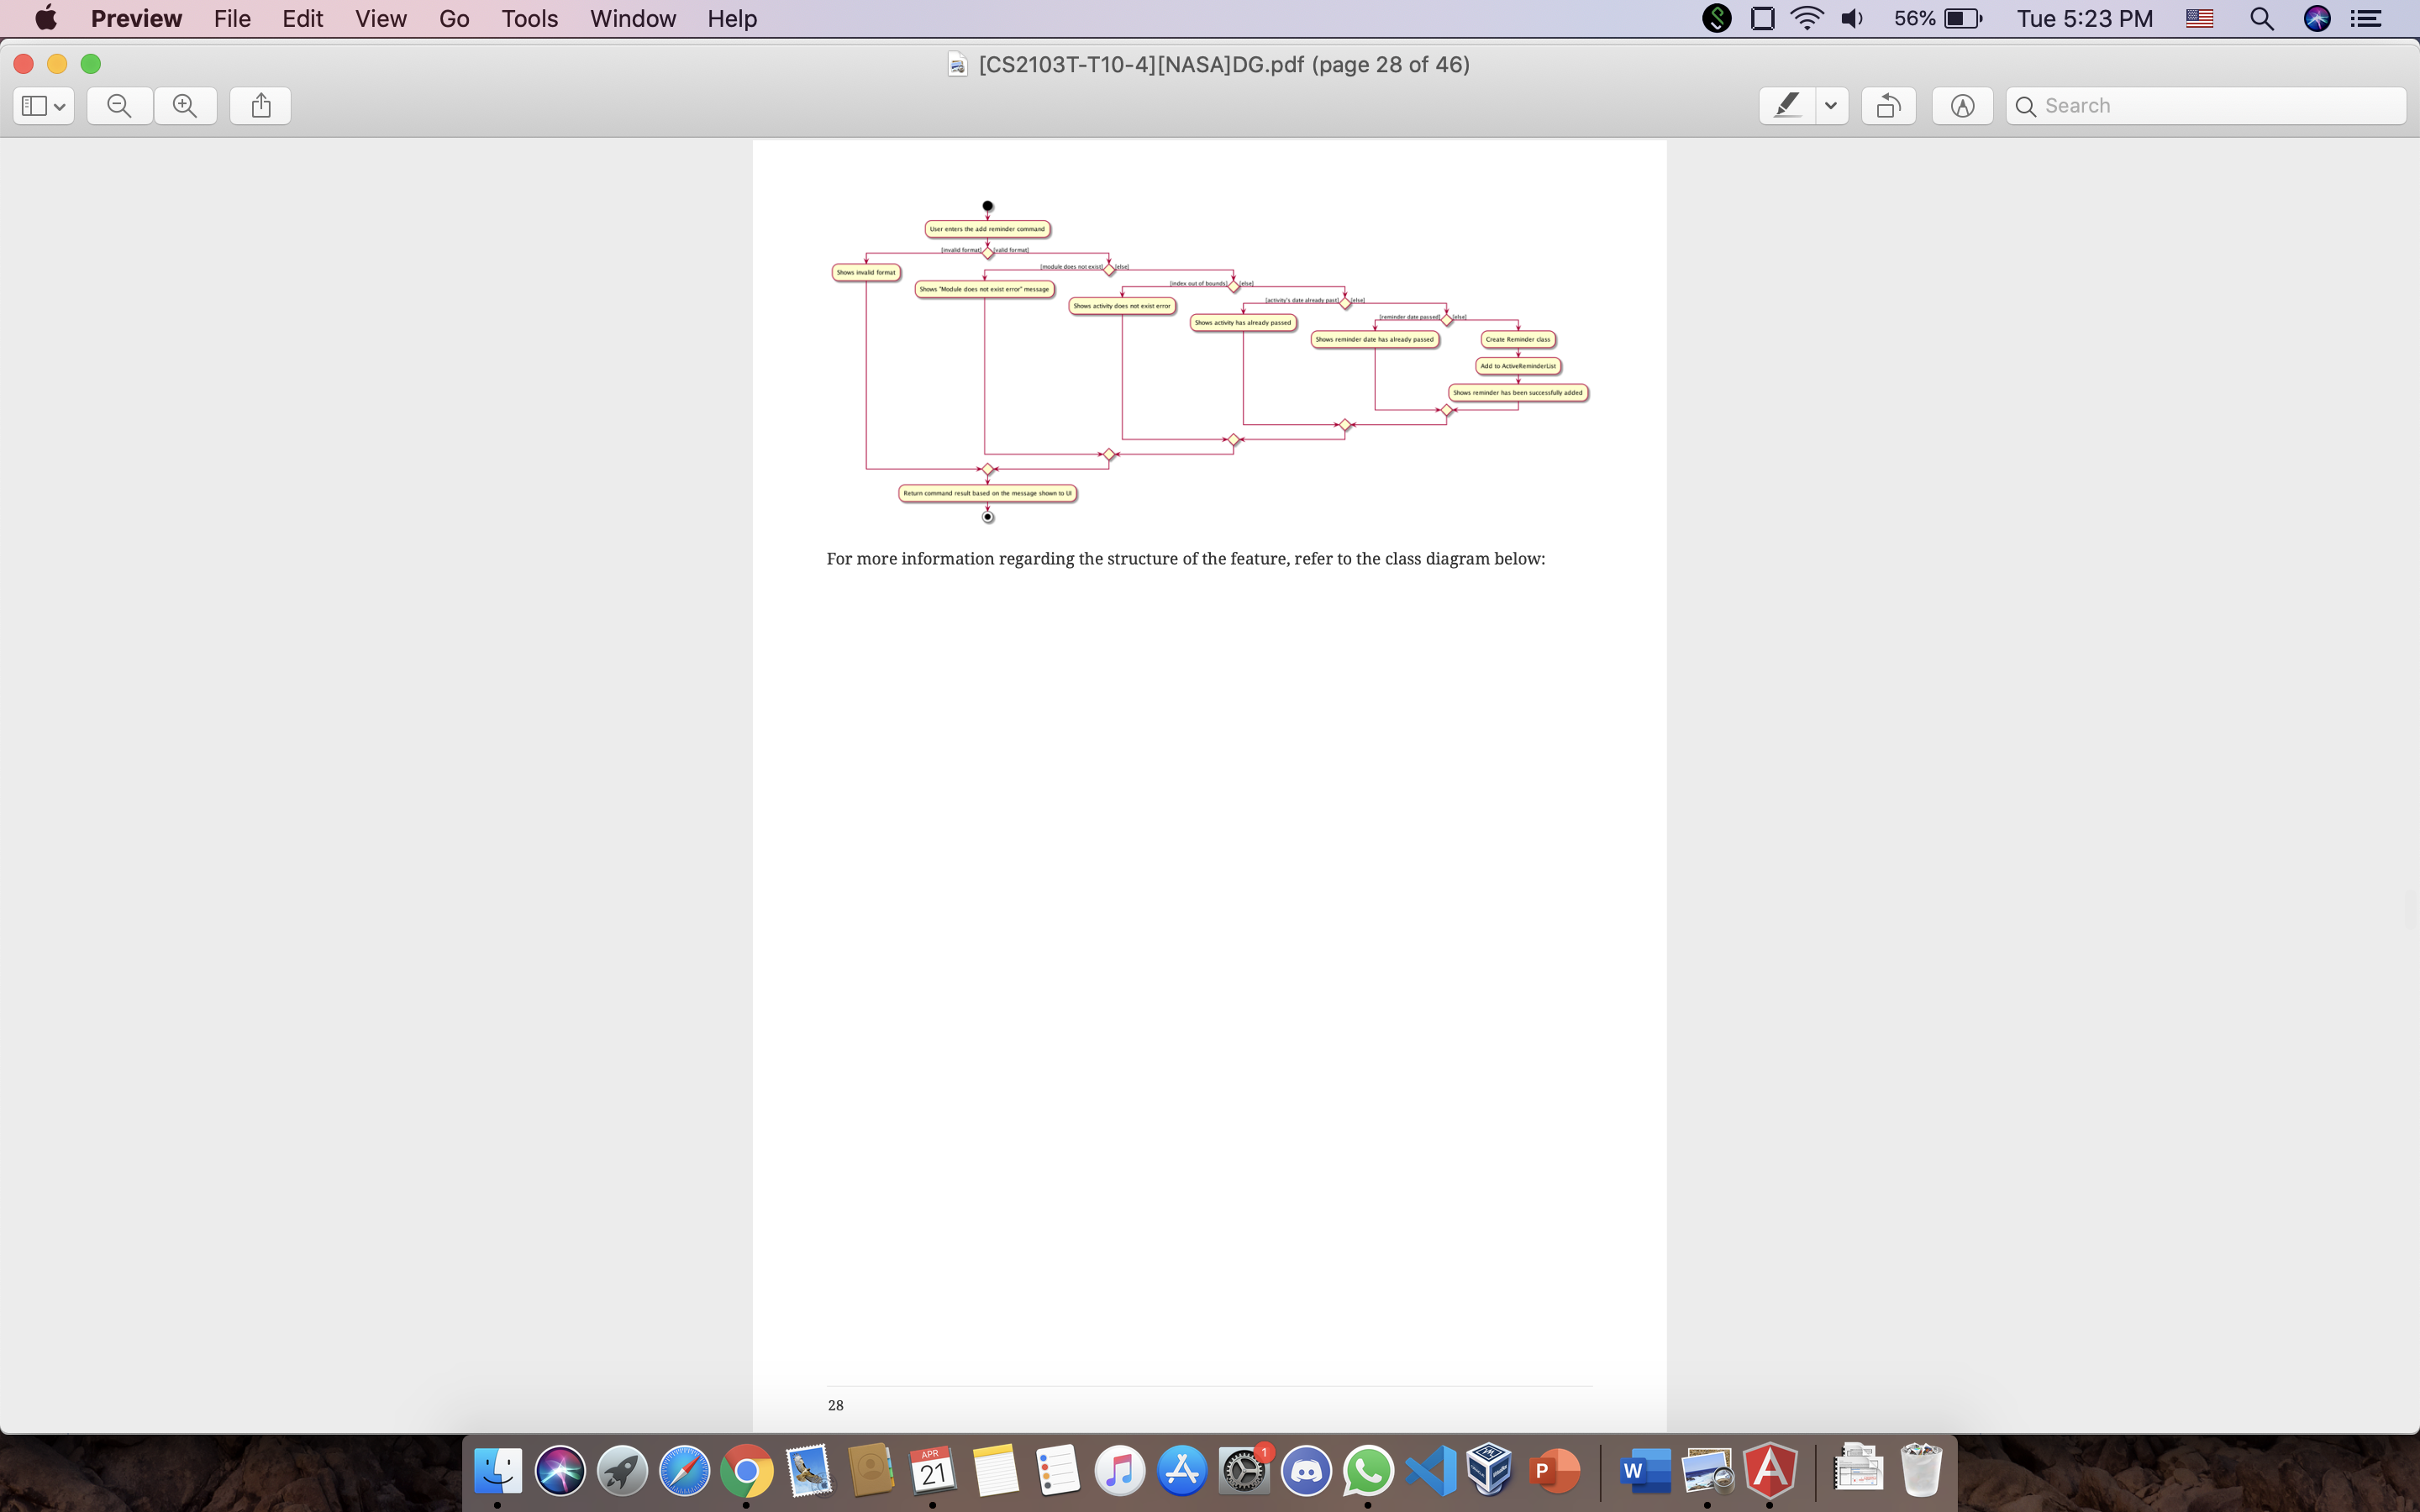 Preview File Edit View Go Tools Window Help 56% Tue 5:23 PM
[CS2103T-T10-4][NASA]DG.pdf (page 28 of 46)
Search
User enters the add reminder command
[invalid format] [valid format]
Shows invalid format
[module does not exist] [else]
Shows "Module does not exist error" message
[index out of bounds] [else]
Shows activity does not exist error
[activity's date already past] [else]
Shows activity has already passed
[reminder date passed] [else]
Shows reminder date has already passed
Create Reminder class
Add to ActiveReminderList
Shows reminder has been successfully added
Return command result based on the message shown to UI
For more information regarding the structure of the feature, refer to the class diagram below:
28
APR
21
1
P
W
A